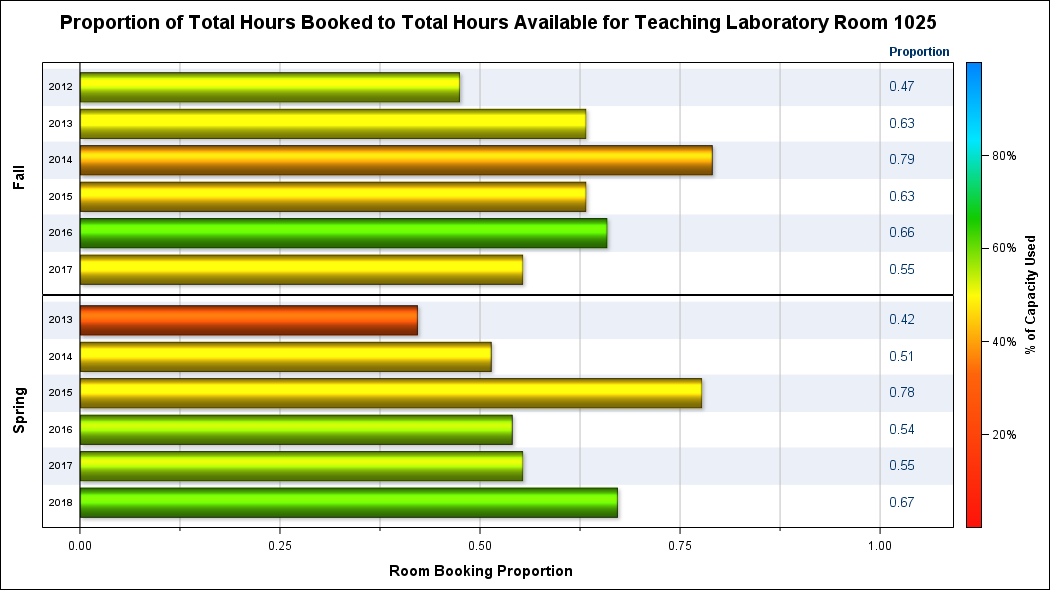 Proportion of Total Hours Booked to Total Hours Available for Teaching Laboratory Room 1025
Proportion
Fall
2012 0.47
2013 0.63
2014 0.79
2015 0.63
2016 0.66
2017 0.55
Spring
2013 0.42
2014 0.51
2015 0.78
2016 0.54
2017 0.55
2018 0.67
0.00 0.25 0.50 0.75 1.00
Room Booking Proportion
80%
60%
40%
20%
% of Capacity Used